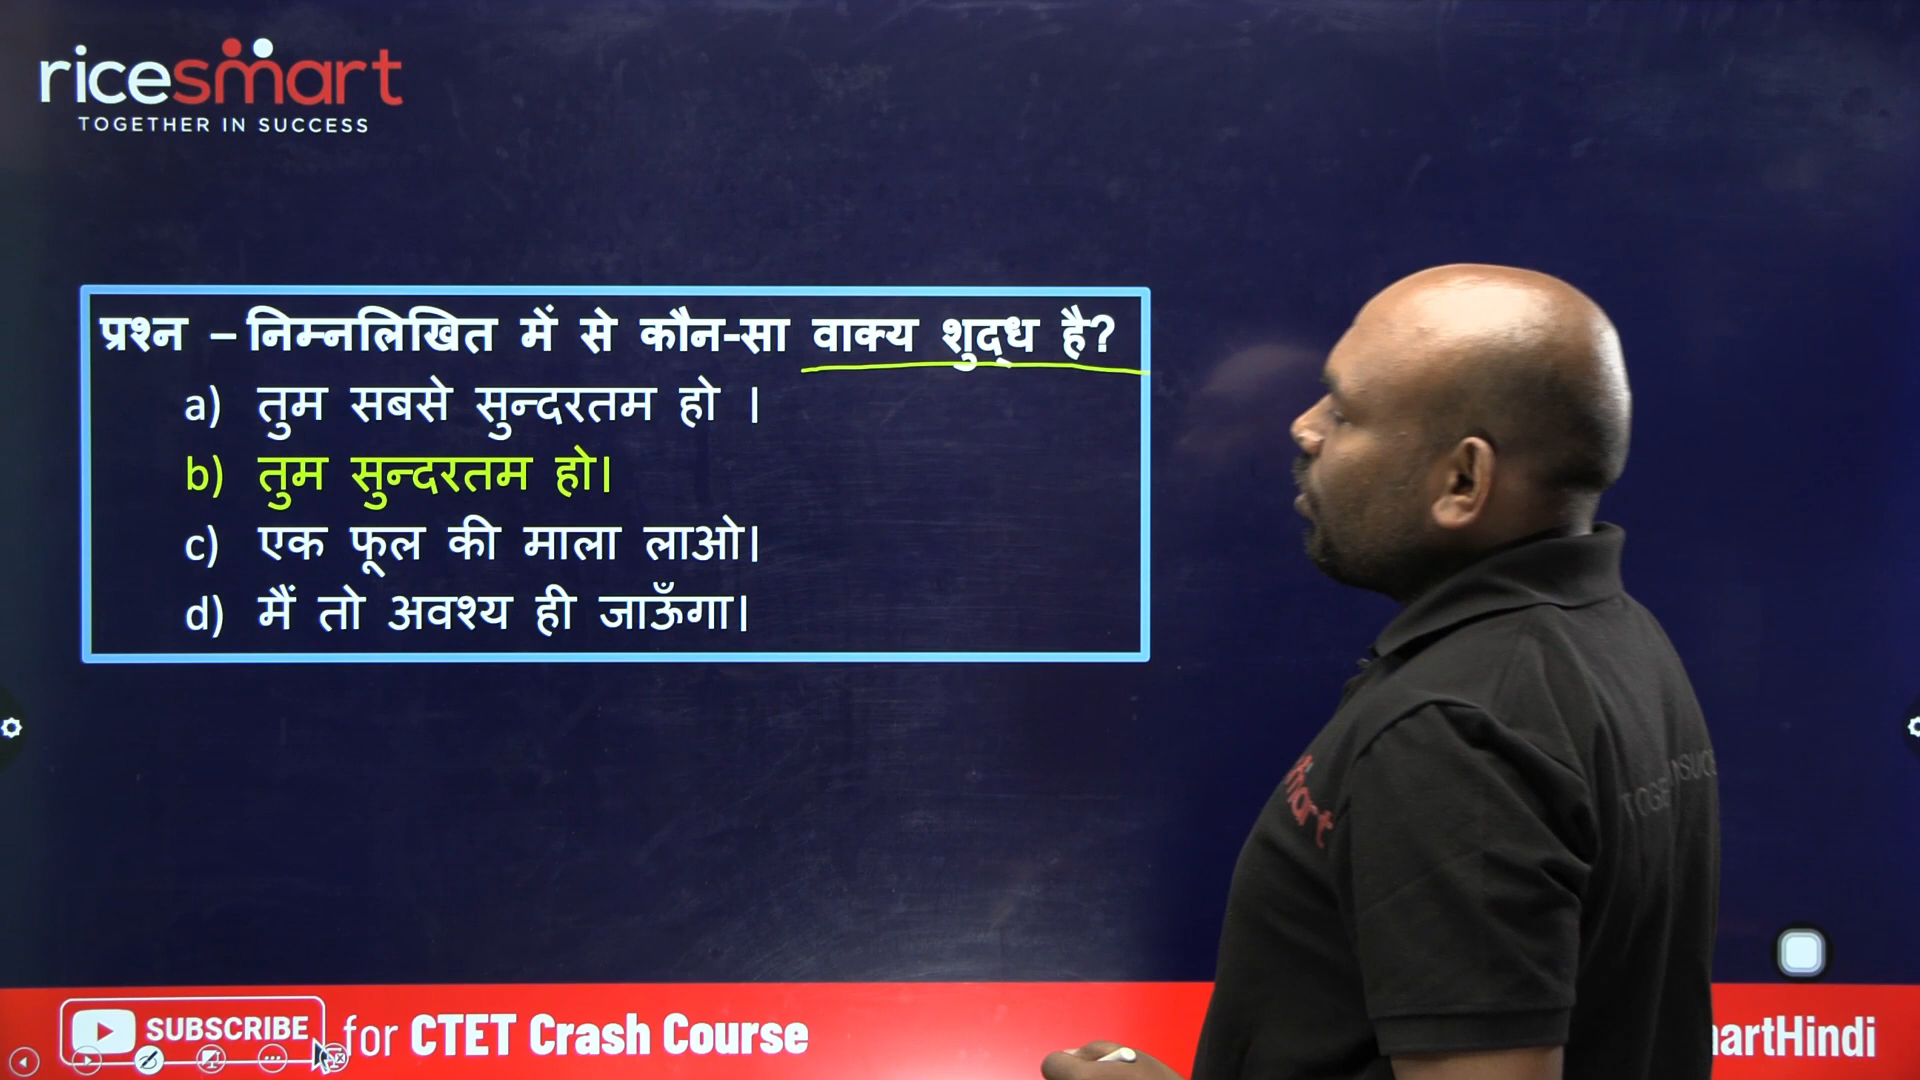 ricesmart
TOGETHER IN SUCCESS
प्रश्न – निम्नलिखित में से कौन-सा वाक्य शुद्ध है?
a) तुम सबसे सुन्दरतम हो ।
b) तुम सुन्दरतम हो।
c) एक फूल की माला लाओ।
d) मैं तो अवश्य ही जाऊँगा।
SUBSCRIBE for CTET Crash Course
artHindi